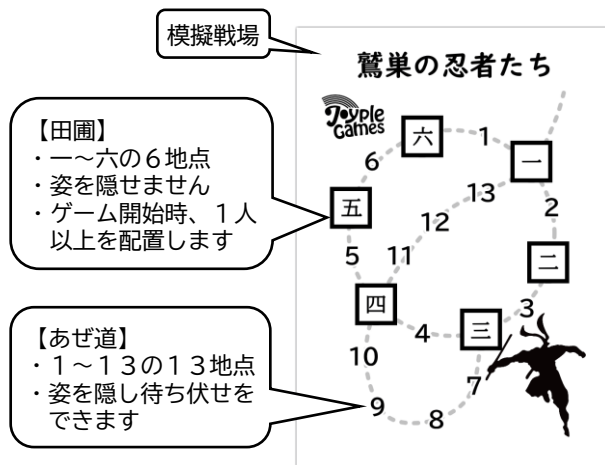 模擬戦場
鷲巣の忍者たち
Joyple
Games
【田圃】
・一～六の６地点
・姿を隠せません
・ゲーム開始時、１人
以上を配置します
【あぜ道】
・１～１３の１３地点
・姿を隠し待ち伏せを
できます
六
1
一
6
13
五
12
2
5
11
二
四
3
4
三
10
7
9
8